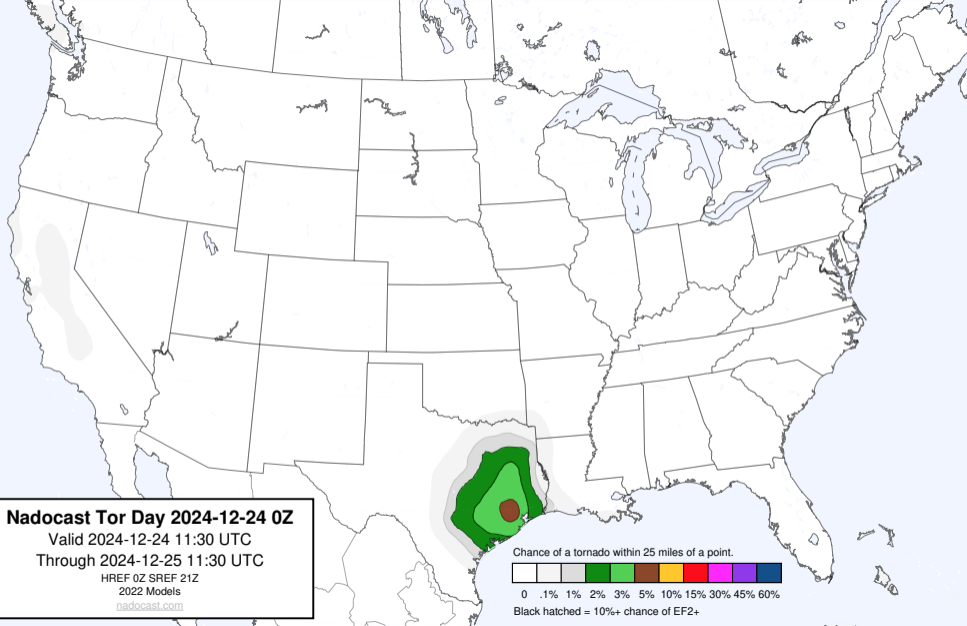 Nadocast Tor Day 2024-12-24 0Z
Valid 2024-12-24 11:30 UTC
Through 2024-12-25 11:30 UTC
HREF 0Z SREF 21Z
2022 Models
nadocast.com
Chance of a tornado within 25 miles of a point.
0 .1% 1% 2% 3% 5% 10% 15% 30% 45% 60%
Black hatched = 10%+ chance of EF2+